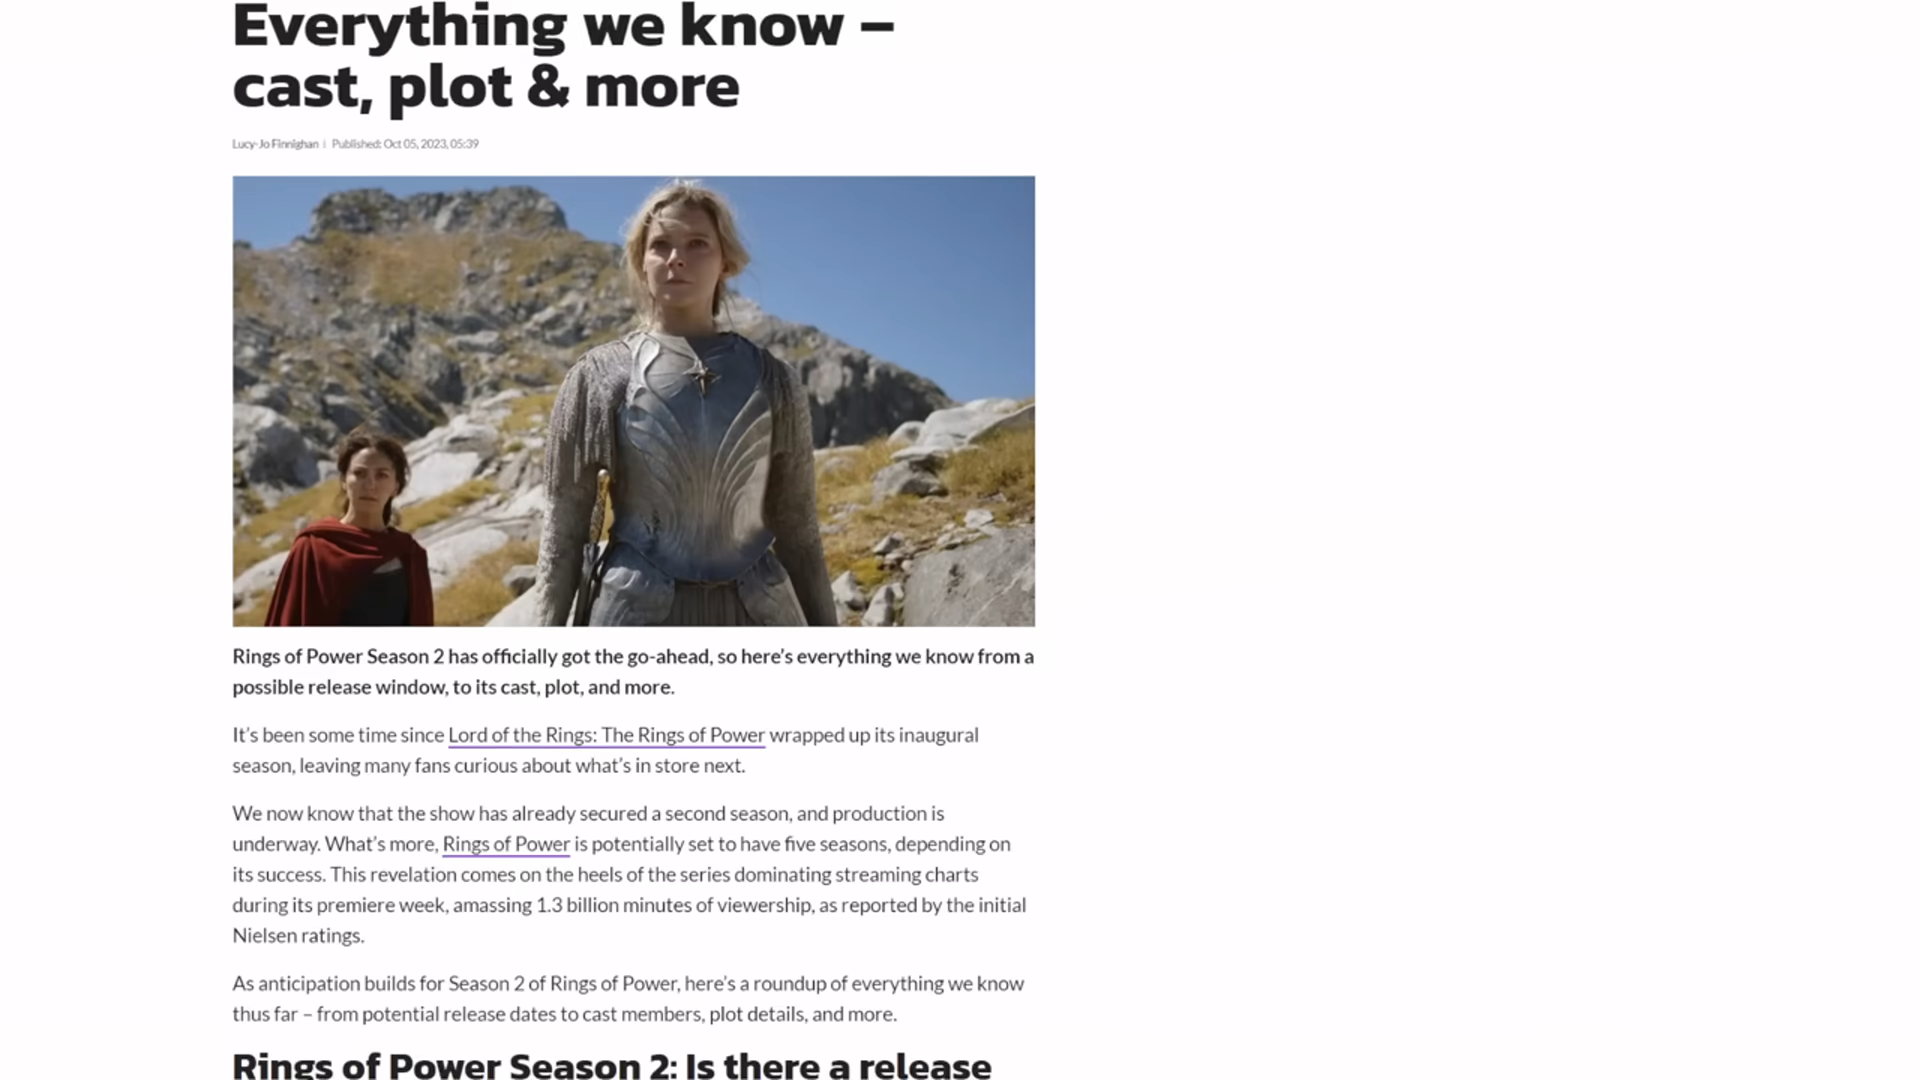 Everything we know –
cast, plot & more
Lucy-Jo Finnighan | Published: Oct 05, 2023, 05:39
Rings of Power Season 2 has officially got the go-ahead, so here’s everything we know from a
possible release window, to its cast, plot, and more.
It’s been some time since Lord of the Rings: The Rings of Power wrapped up its inaugural
season, leaving many fans curious about what’s in store next.
We now know that the show has already secured a second season, and production is
underway. What’s more, Rings of Power is potentially set to have five seasons, depending on
its success. This revelation comes on the heels of the series dominating streaming charts
during its premiere week, amassing 1.3 billion minutes of viewership, as reported by the initial
Nielsen ratings.
As anticipation builds for Season 2 of Rings of Power, here’s a roundup of everything we know
thus far – from potential release dates to cast members, plot details, and more.
Rings of Power Season 2: Is there a release